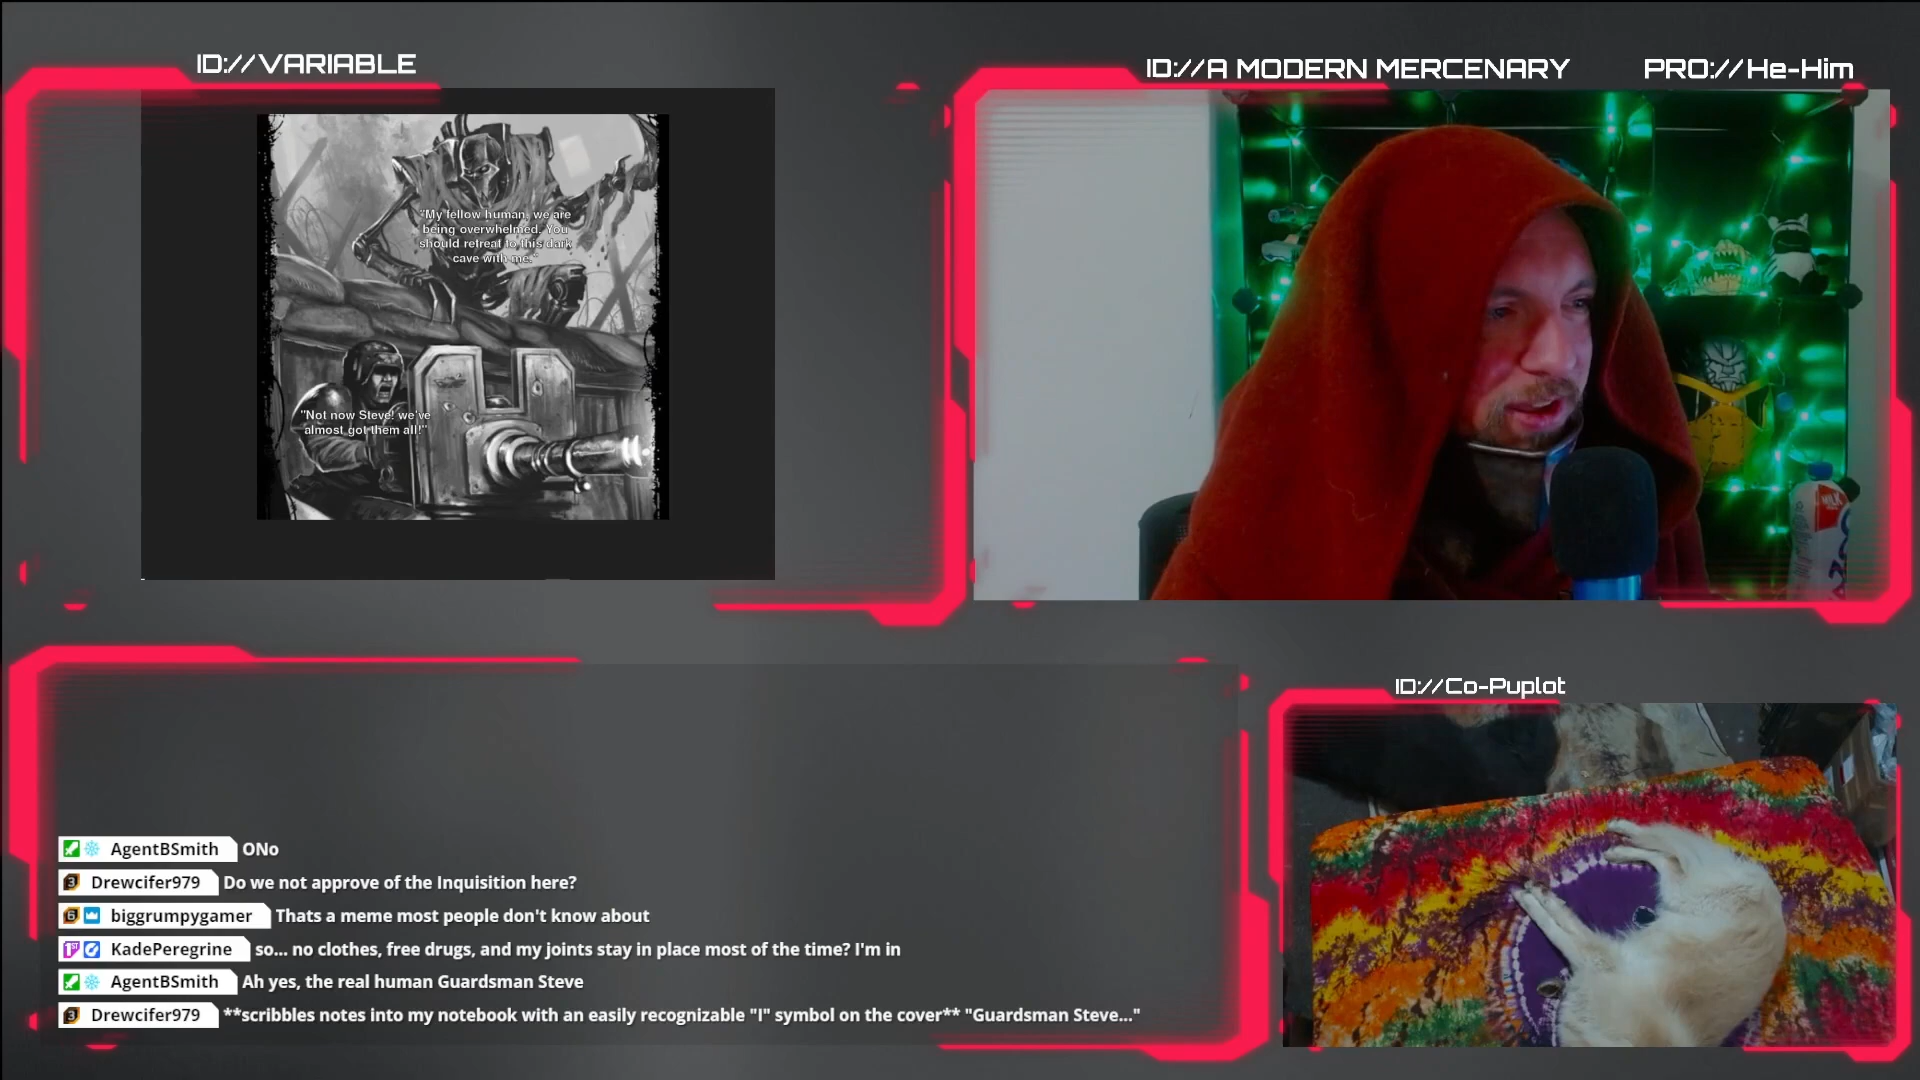 ID://VARIABLE
ID://A MODERN MERCENARY
PRO://He-Him
"My fellow human, we are
being overwhelmed. You
should retreat to this dark
cave with me."
"Not now Steve! we've
almost got them all!"
MILK
ID://Co-Puplot
AgentBSmith ONo
Drewcifer979 Do we not approve of the Inquisition here?
biggrumpygamer Thats a meme most people don't know about
KadePeregrine so... no clothes, free drugs, and my joints stay in place most of the time? I'm in
AgentBSmith Ah yes, the real human Guardsman Steve
Drewcifer979 **scribbles notes into my notebook with an easily recognizable "I" symbol on the cover** "Guardsman Steve..."